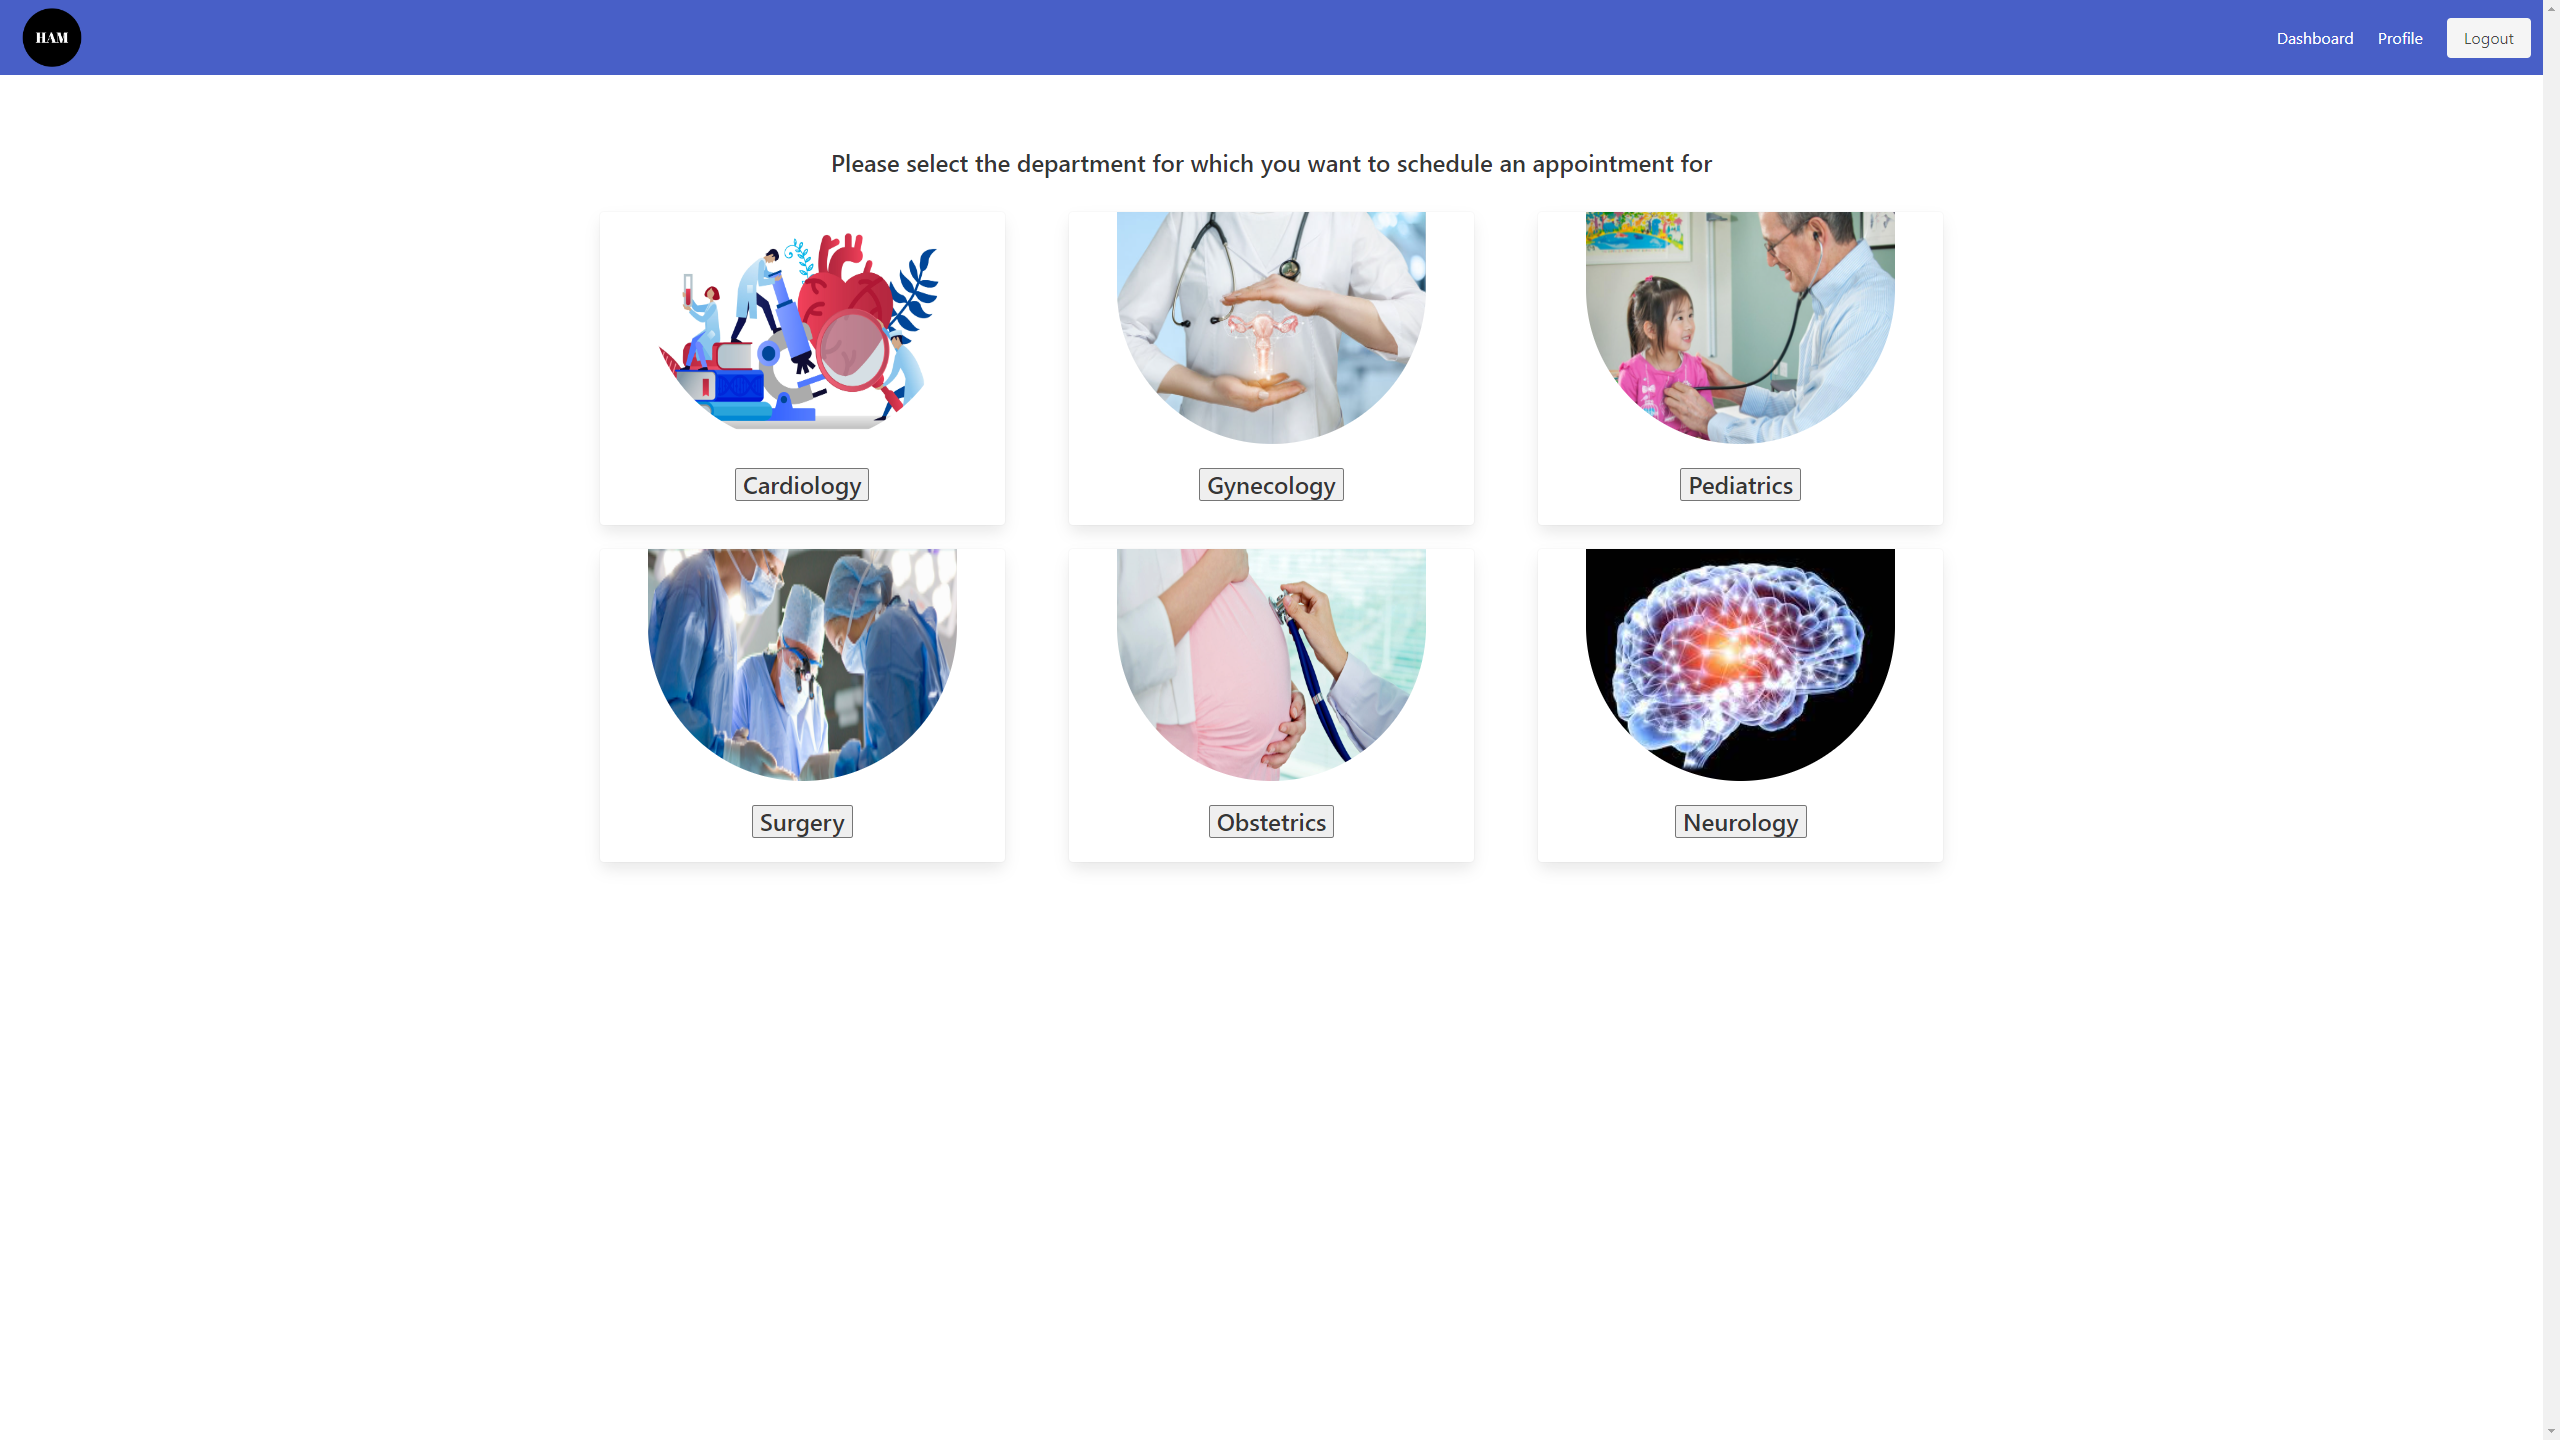 HAM
Dashboard
Profile
Logout
Please select the department for which you want to schedule an appointment for
Cardiology
Gynecology
Pediatrics
Surgery
Obstetrics
Neurology